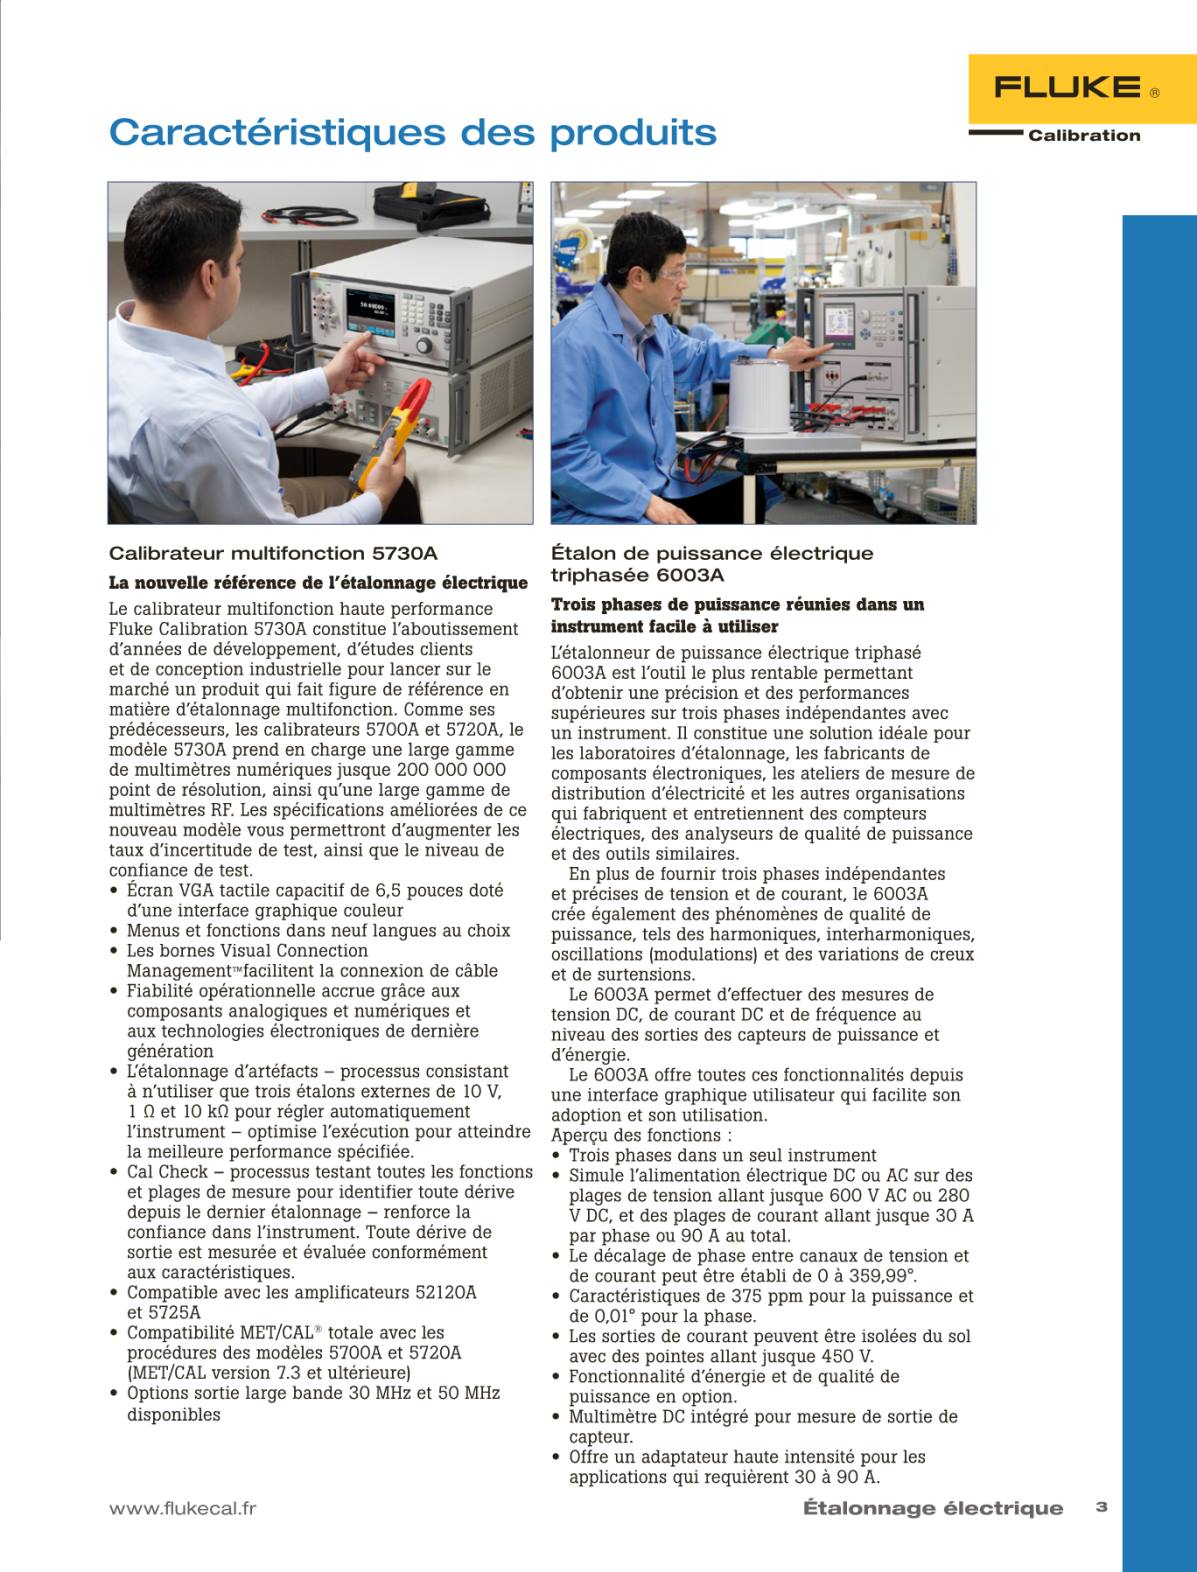 FLUKE ®
Calibration
Caractéristiques des produits
Calibrateur multifonction 5730A
La nouvelle référence de l'étalonnage électrique
Le calibrateur multifonction haute performance
Fluke Calibration 5730A constitue l'aboutissement
d'années de développement, d'études clients
et de conception industrielle pour lancer sur le
marché un produit qui fait figure de référence en
matière d'étalonnage multifonction. Comme ses
prédécesseurs, les calibrateurs 5700A et 5720A, le
modèle 5730A prend en charge une large gamme
de multimètres numériques jusque 200 000 000
point de résolution, ainsi qu'une large gamme de
multimètres RF. Les spécifications améliorées de ce
nouveau modèle vous permettront d'augmenter les
taux d'incertitude de test, ainsi que le niveau de
confiance de test.
• Écran VGA tactile capacitif de 6,5 pouces doté
d'une interface graphique couleur
• Menus et fonctions dans neuf langues au choix
• Les bornes Visual Connection
Management™facilitent la connexion de câble
• Fiabilité opérationnelle accrue grâce aux
composants analogiques et numériques et
aux technologies électroniques de dernière
génération
• L'étalonnage d'artéfacts – processus consistant
à n'utiliser que trois étalons externes de 10 V,
1 Ω et 10 kΩ pour régler automatiquement
l'instrument – optimise l'exécution pour atteindre
la meilleure performance spécifiée.
• Cal Check – processus testant toutes les fonctions
et plages de mesure pour identifier toute dérive
depuis le dernier étalonnage – renforce la
confiance dans l'instrument. Toute dérive de
sortie est mesurée et évaluée conformément
aux caractéristiques.
• Compatible avec les amplificateurs 52120A
et 5725A
• Compatibilité MET/CAL® totale avec les
procédures des modèles 5700A et 5720A
(MET/CAL version 7.3 et ultérieure)
• Options sortie large bande 30 MHz et 50 MHz
disponibles
Étalon de puissance électrique
triphasée 6003A
Trois phases de puissance réunies dans un
instrument facile à utiliser
L'étalonneur de puissance électrique triphasé
6003A est l'outil le plus rentable permettant
d'obtenir une précision et des performances
supérieures sur trois phases indépendantes avec
un instrument. Il constitue une solution idéale pour
les laboratoires d'étalonnage, les fabricants de
composants électroniques, les ateliers de mesure de
distribution d'électricité et les autres organisations
qui fabriquent et entretiennent des compteurs
électriques, des analyseurs de qualité de puissance
et des outils similaires.
En plus de fournir trois phases indépendantes
et précises de tension et de courant, le 6003A
crée également des phénomènes de qualité de
puissance, tels des harmoniques, interharmoniques,
oscillations (modulations) et des variations de creux
et de surtensions.
Le 6003A permet d'effectuer des mesures de
tension DC, de courant DC et de fréquence au
niveau des sorties des capteurs de puissance et
d'énergie.
Le 6003A offre toutes ces fonctionnalités depuis
une interface graphique utilisateur qui facilite son
adoption et son utilisation.
Aperçu des fonctions :
• Trois phases dans un seul instrument
• Simule l'alimentation électrique DC ou AC sur des
plages de tension allant jusque 600 V AC ou 280
V DC, et des plages de courant allant jusque 30 A
par phase ou 90 A au total.
• Le décalage de phase entre canaux de tension et
de courant peut être établi de 0 à 359,99°.
• Caractéristiques de 375 ppm pour la puissance et
de 0,01° pour la phase.
• Les sorties de courant peuvent être isolées du sol
avec des pointes allant jusque 450 V.
• Fonctionnalité d'énergie et de qualité de
puissance en option.
• Multimètre DC intégré pour mesure de sortie de
capteur.
• Offre un adaptateur haute intensité pour les
applications qui requièrent 30 à 90 A.
www.flukecal.fr
Étalonnage électrique 3